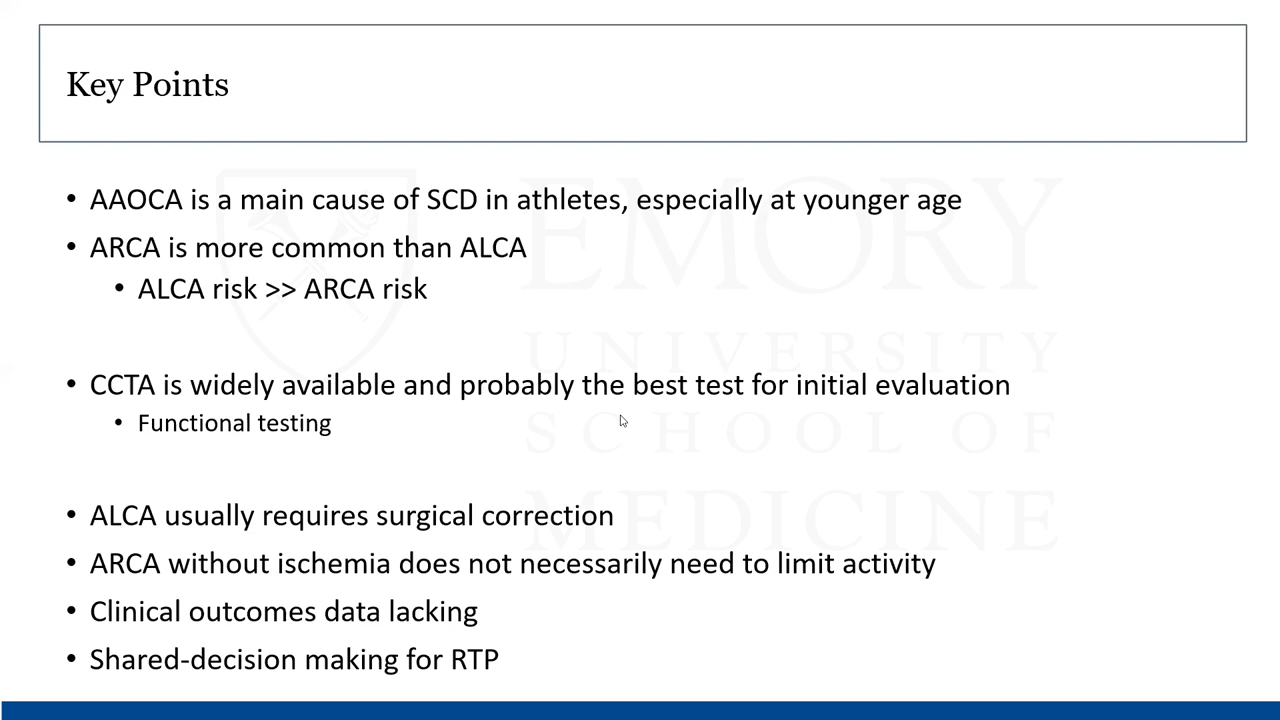 Key Points
• AAOCA is a main cause of SCD in athletes, especially at younger age
• ARCA is more common than ALCA
• ALCA risk >> ARCA risk
• CCTA is widely available and probably the best test for initial evaluation
• Functional testing
• ALCA usually requires surgical correction
• ARCA without ischemia does not necessarily need to limit activity
• Clinical outcomes data lacking
• Shared-decision making for RTP
EMORY
UNIVERSITY
SCHOOL OF
MEDICINE